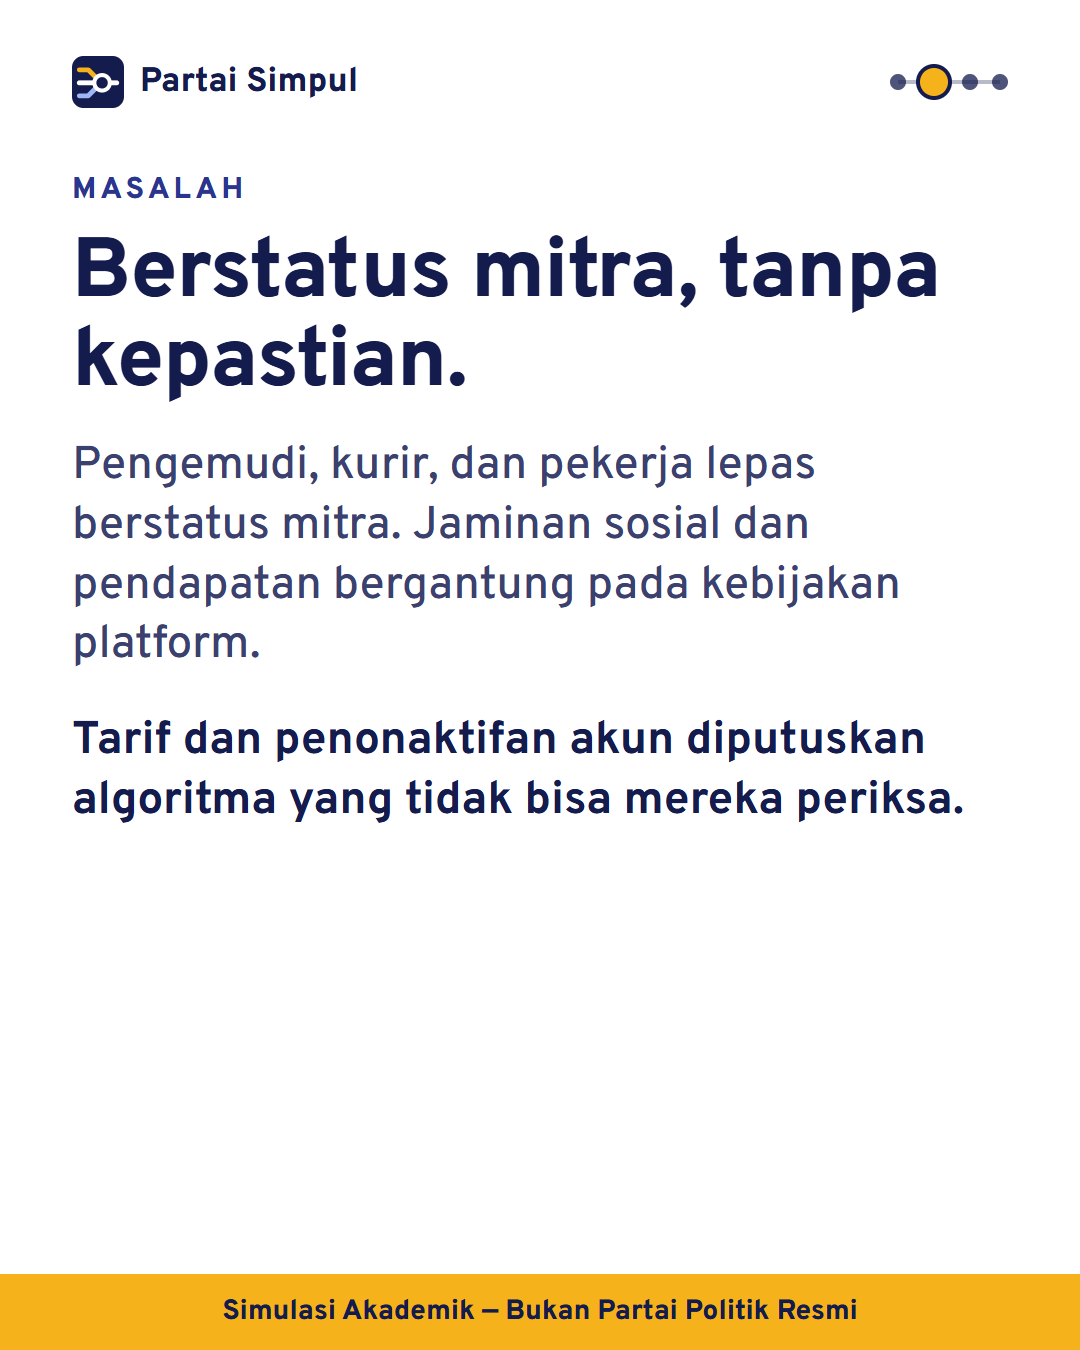 Partai Simpul
MASALAH
Berstatus mitra, tanpa
kepastian.
Pengemudi, kurir, dan pekerja lepas
berstatus mitra. Jaminan sosial dan
pendapatan bergantung pada kebijakan
platform.
Tarif dan penonaktifan akun diputuskan
algoritma yang tidak bisa mereka periksa.
Simulasi Akademik — Bukan Partai Politik Resmi